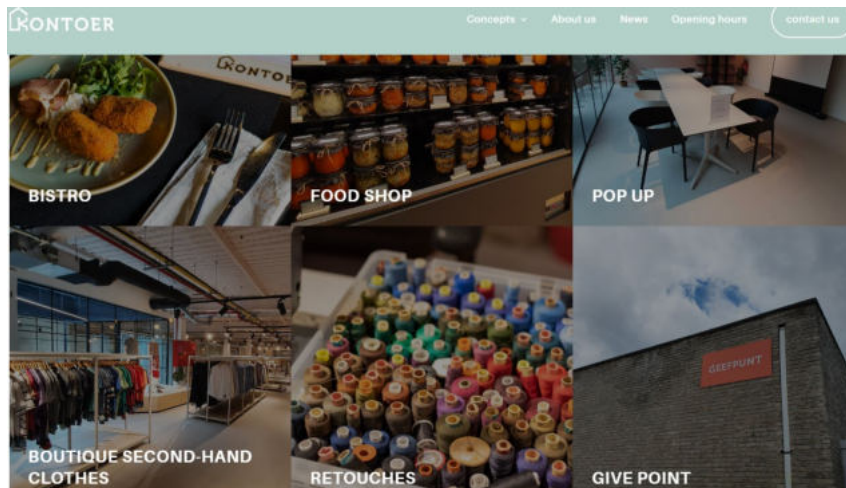 KONTOER
Concepts
About us
News
Opening hours
contact us
KONTOER
BISTRO
FOOD SHOP
POP UP
GEEFPUNT
BOUTIQUE SECOND-HAND
CLOTHES
RETOUCHES
GIVE POINT